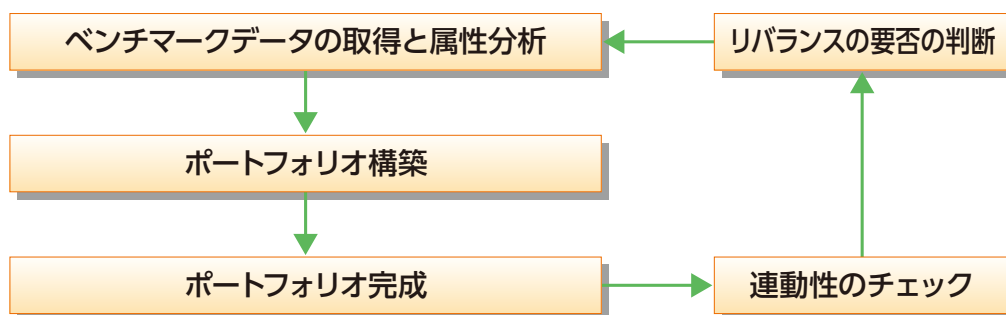 ベンチマークデータの取得と属性分析
リバランスの要否の判断
ポートフォリオ構築
ポートフォリオ完成
連動性のチェック